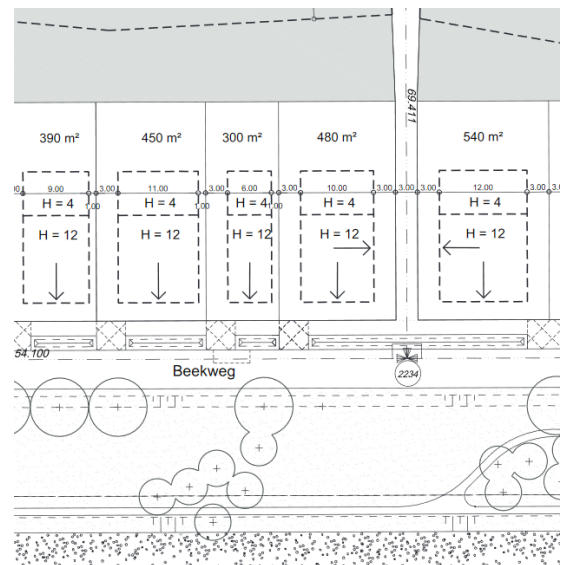 69.411
390 m² 450 m² 300 m² 480 m² 540 m²
9.00 3.00 11.00 3.00 6.00 3.00 10.00 3.00 3.00 12.00 3.00 3.
1.00 1.00 1.00
H = 4 H = 4 H = 4 H = 4 H = 4
H = 12 H = 12 H = 12 H = 12 H = 12
54.100
Beekweg
2234